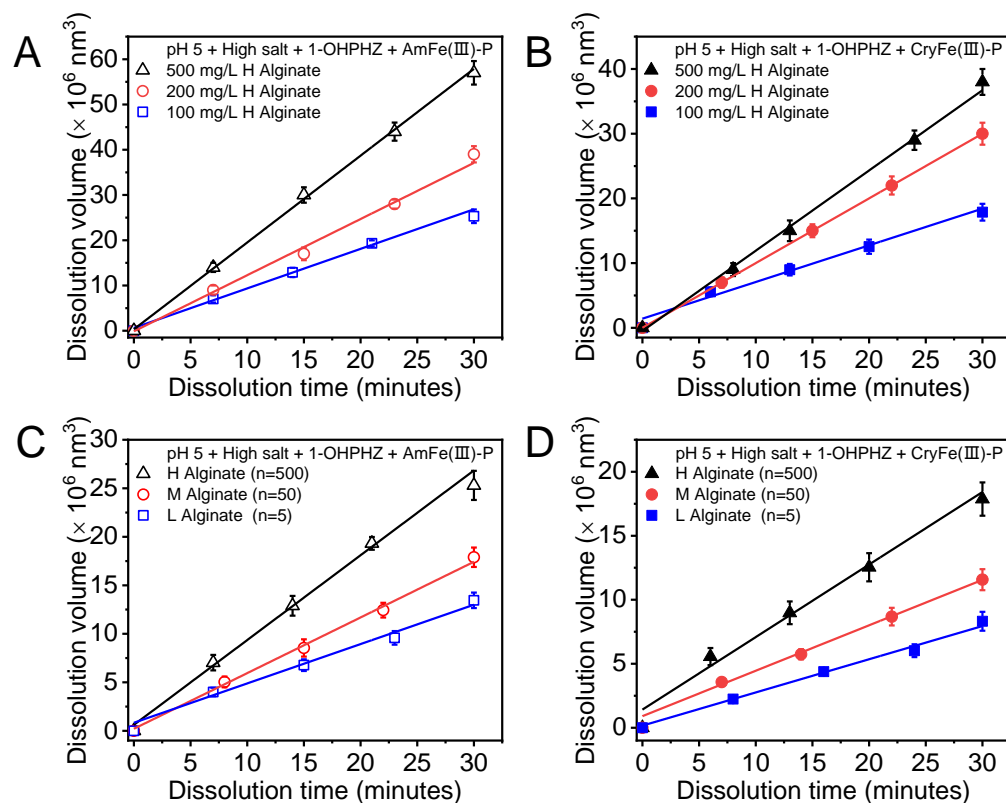 A
pH 5 + High salt + 1-OHPHZ + AmFe(Ⅲ)-P
500 mg/L H Alginate
200 mg/L H Alginate
100 mg/L H Alginate
Dissolution volume (× 10⁶ nm³)
60
50
40
30
20
10
0
0 5 10 15 20 25 30
Dissolution time (minutes)
B
pH 5 + High salt + 1-OHPHZ + CryFe(Ⅲ)-P
500 mg/L H Alginate
200 mg/L H Alginate
100 mg/L H Alginate
Dissolution volume (× 10⁶ nm³)
40
30
20
10
0
0 5 10 15 20 25 30
Dissolution time (minutes)
C
pH 5 + High salt + 1-OHPHZ + AmFe(Ⅲ)-P
H Alginate (n=500)
M Alginate (n=50)
L Alginate (n=5)
Dissolution volume (× 10⁶ nm³)
30
25
20
15
10
5
0
0 5 10 15 20 25 30
Dissolution time (minutes)
D
pH 5 + High salt + 1-OHPHZ + CryFe(Ⅲ)-P
H Alginate (n=500)
M Alginate (n=50)
L Alginate (n=5)
Dissolution volume (× 10⁶ nm³)
20
15
10
5
0
0 5 10 15 20 25 30
Dissolution time (minutes)